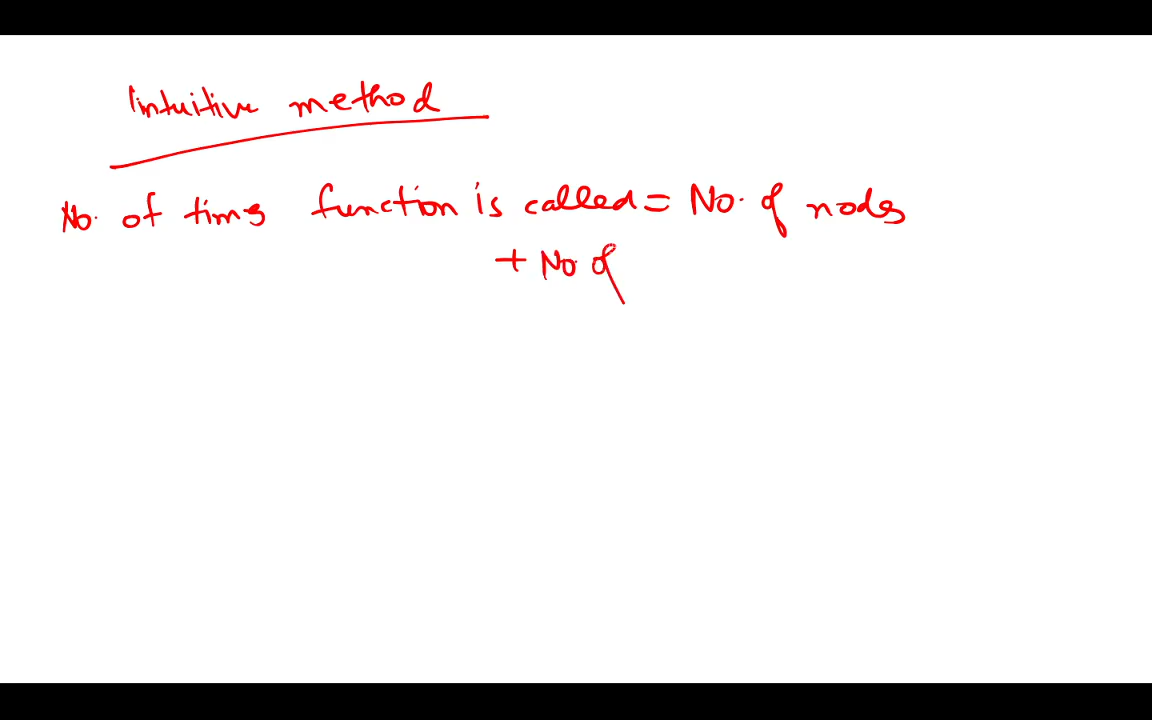 Intuitive method
No. of times function is called = No. of nodes
+ No of